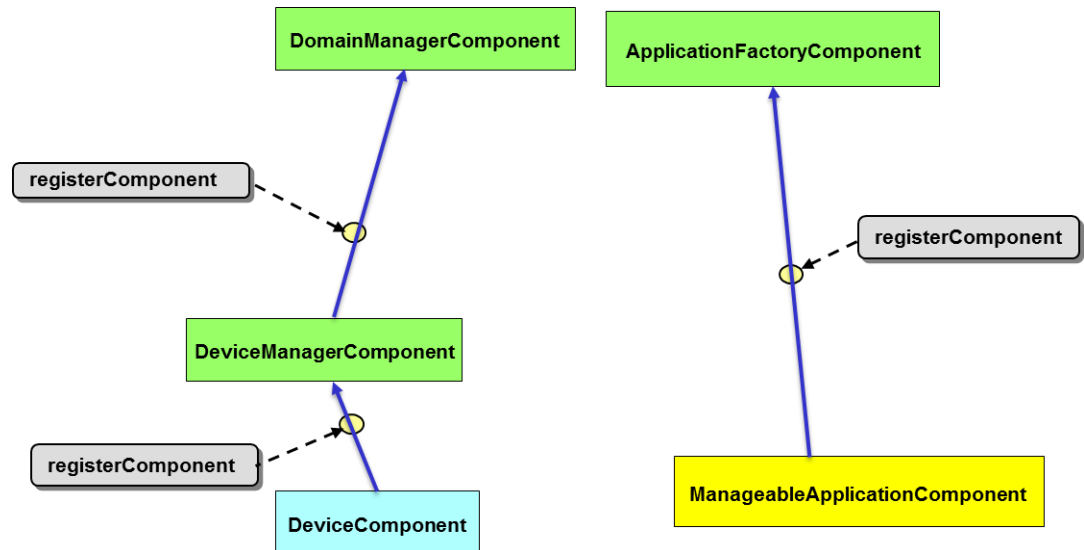 DomainManagerComponent
ApplicationFactoryComponent
registerComponent
registerComponent
DeviceManagerComponent
registerComponent
ManageableApplicationComponent
DeviceComponent